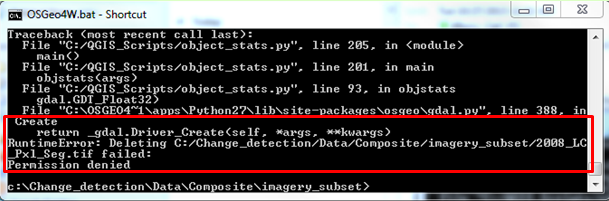 OSGeo4W.bat - Shortcut
Traceback (most recent call last):
File "C:/QGIS_Scripts/object_stats.py", line 205, in <module>
main()
File "C:/QGIS_Scripts/object_stats.py", line 201, in main
objstats(args)
File "C:/QGIS_Scripts/object_stats.py", line 93, in objstats
gdal.GDT_Float32)
File "C:\OSGEO4~1\apps\Python27\lib\site-packages\osgeo\gdal.py", line 388, in
Create
return _gdal.Driver_Create(self, *args, **kwargs)
RuntimeError: Deleting C:/Change_detection/Data/Composite/imagery_subset/2008_LC
_Pxl_Seg.tif failed:
Permission denied
c:\Change_detection\Data\Composite\imagery_subset>